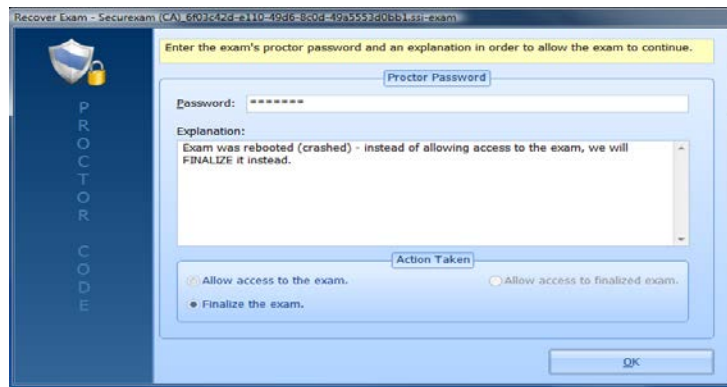 Recover Exam - Securexam (CA)_6f03c42d-e110-49d6-8c0d-49a5553d0bb1.ssi-exam
Enter the exam's proctor password and an explanation in order to allow the exam to continue.
PROCTOR CODE
Proctor Password
Password: *******
Explanation:
Exam was rebooted (crashed) - instead of allowing access to the exam, we will
FINALIZE it instead.
Action Taken
Allow access to the exam. Allow access to finalized exam.
Finalize the exam.
OK